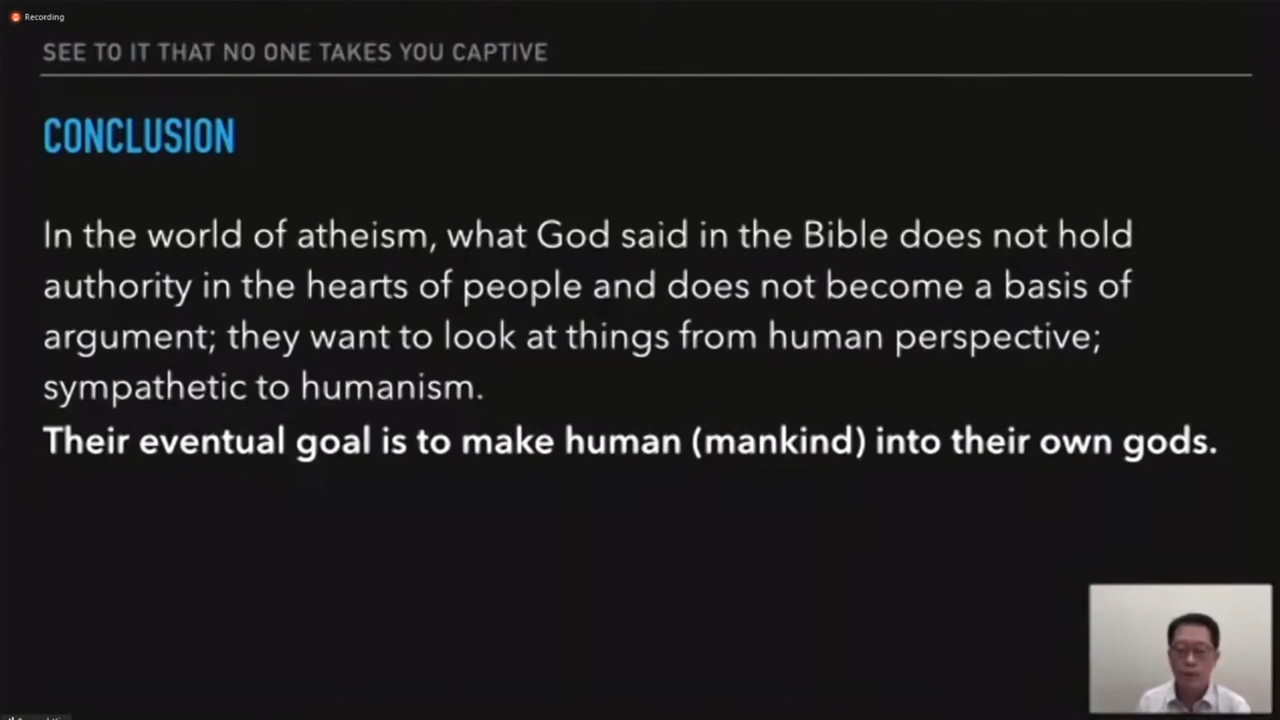 Recording
SEE TO IT THAT NO ONE TAKES YOU CAPTIVE
CONCLUSION
In the world of atheism, what God said in the Bible does not hold
authority in the hearts of people and does not become a basis of
argument; they want to look at things from human perspective;
sympathetic to humanism.
Their eventual goal is to make human (mankind) into their own gods.